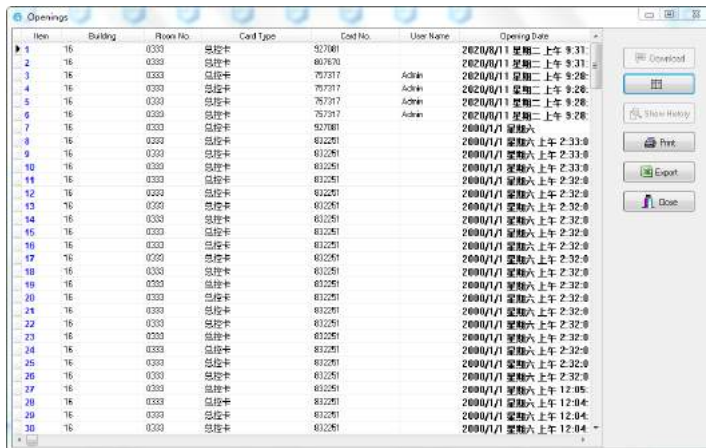 Openings
Item Building Room No. Card Type Card No. User Name Opening Date
1 16 0333 总控卡 927081 2020/8/11 星期二 上午 9:31:
2 16 0333 总控卡 807670 2020/8/11 星期二 上午 9:31:
3 16 0333 总控卡 757317 Admin 2020/8/11 星期二 上午 9:28:
4 16 0333 总控卡 757317 Admin 2020/8/11 星期二 上午 9:28:
5 16 0333 总控卡 757317 Admin 2020/8/11 星期二 上午 9:28:
6 16 0333 总控卡 757317 Admin 2020/8/11 星期二 上午 9:28:
7 16 0333 总控卡 927081 2000/1/1 星期六
8 16 0333 总控卡 832251 2000/1/1 星期六 上午 2:33:0
9 16 0333 总控卡 832251 2000/1/1 星期六 上午 2:33:0
10 16 0333 总控卡 832251 2000/1/1 星期六 上午 2:33:0
11 16 0333 总控卡 832251 2000/1/1 星期六 上午 2:32:0
12 16 0333 总控卡 832251 2000/1/1 星期六 上午 2:32:0
13 16 0333 总控卡 832251 2000/1/1 星期六 上午 2:32:0
14 16 0333 总控卡 832251 2000/1/1 星期六 上午 2:32:0
15 16 0333 总控卡 832251 2000/1/1 星期六 上午 2:32:0
16 16 0333 总控卡 832251 2000/1/1 星期六 上午 2:32:0
17 16 0333 总控卡 832251 2000/1/1 星期六 上午 2:32:0
18 16 0333 总控卡 832251 2000/1/1 星期六 上午 2:32:0
19 16 0333 总控卡 832251 2000/1/1 星期六 上午 2:32:0
20 16 0333 总控卡 832251 2000/1/1 星期六 上午 2:32:0
21 16 0333 总控卡 832251 2000/1/1 星期六 上午 2:32:0
22 16 0333 总控卡 832251 2000/1/1 星期六 上午 2:32:0
23 16 0333 总控卡 832251 2000/1/1 星期六 上午 2:32:0
24 16 0333 总控卡 832251 2000/1/1 星期六 上午 2:32:0
25 16 0333 总控卡 832251 2000/1/1 星期六 上午 2:32:0
26 16 0333 总控卡 832251 2000/1/1 星期六 上午 2:32:0
27 16 0333 总控卡 832251 2000/1/1 星期六 上午 12:05:
28 16 0333 总控卡 832251 2000/1/1 星期六 上午 12:04:
29 16 0333 总控卡 832251 2000/1/1 星期六 上午 12:04:
30 16 0333 总控卡 832251 2000/1/1 星期六 上午 12:04:
Download
Show History
Print
Export
Close